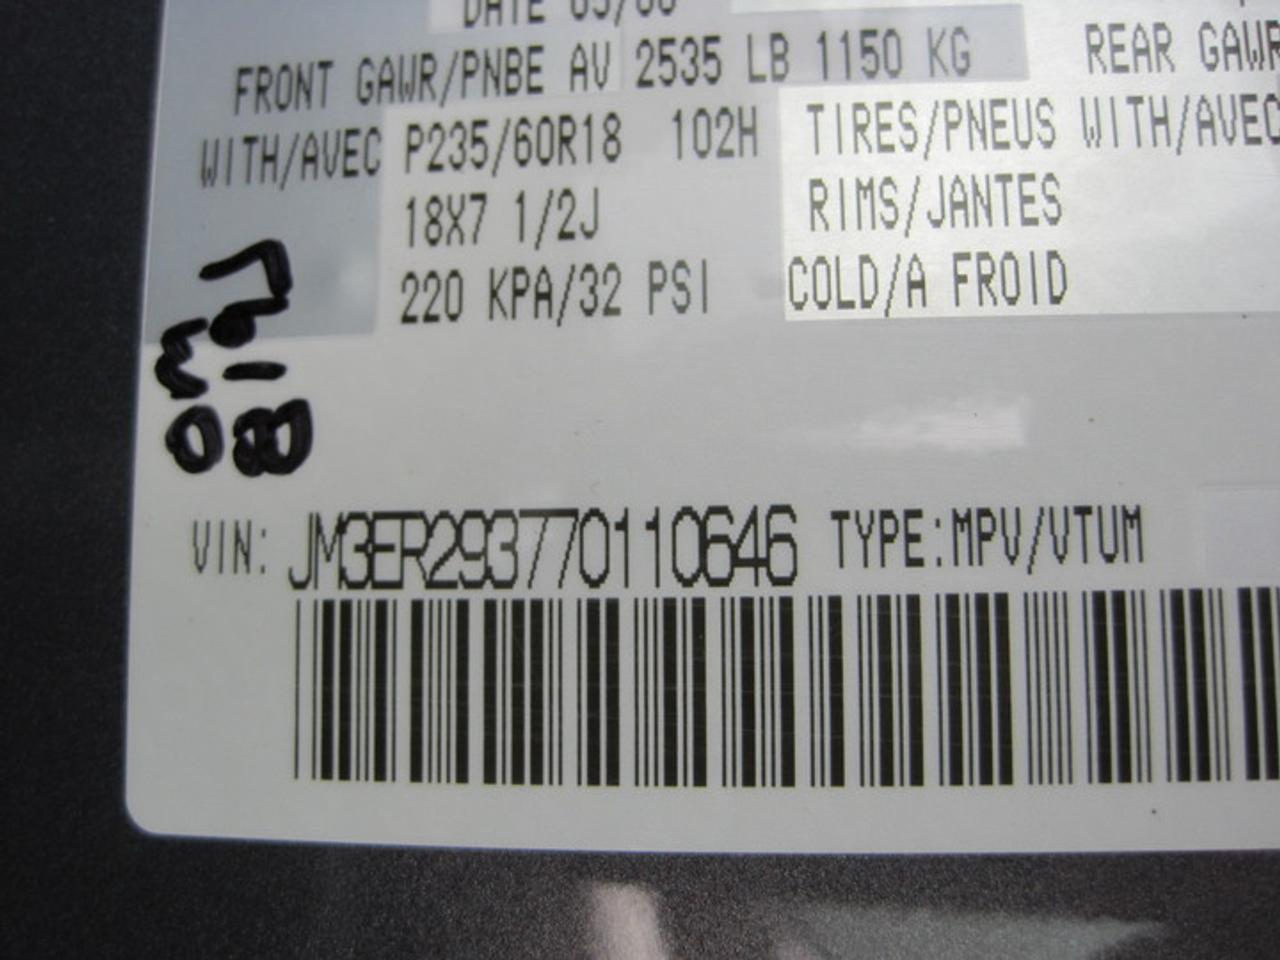 FRONT GAWR/PNBE AV 2535 LB 1150 KG REAR GAWR
WITH/AVEC P235/60R18 102H TIRES/PNEUS WITH/AVEC
18X7 1/2J RIMS/JANTES
220 KPA/32 PSI COLD/A FROID
VIN: JM3ER293770110646 TYPE:MPV/VTUM